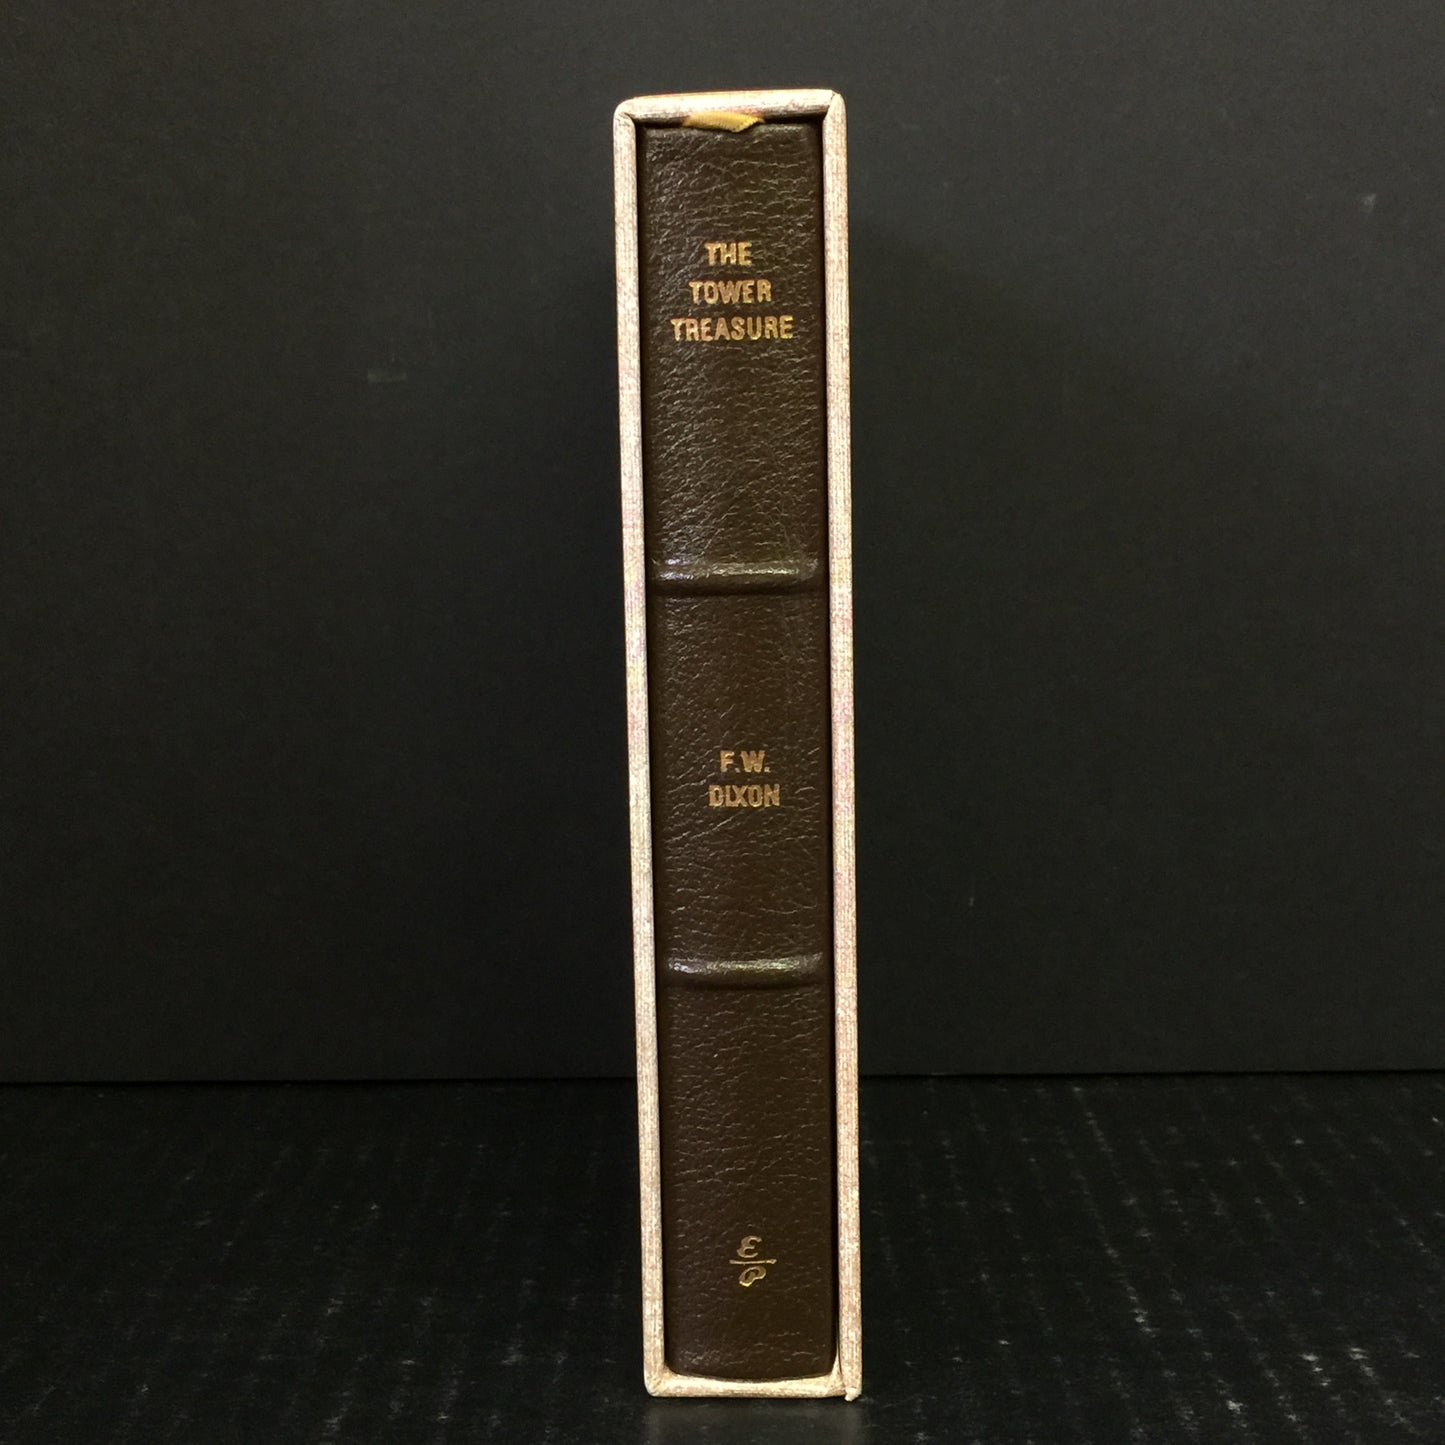 THE
TOWER
TREASURE
F.W.
DIXON
E
P